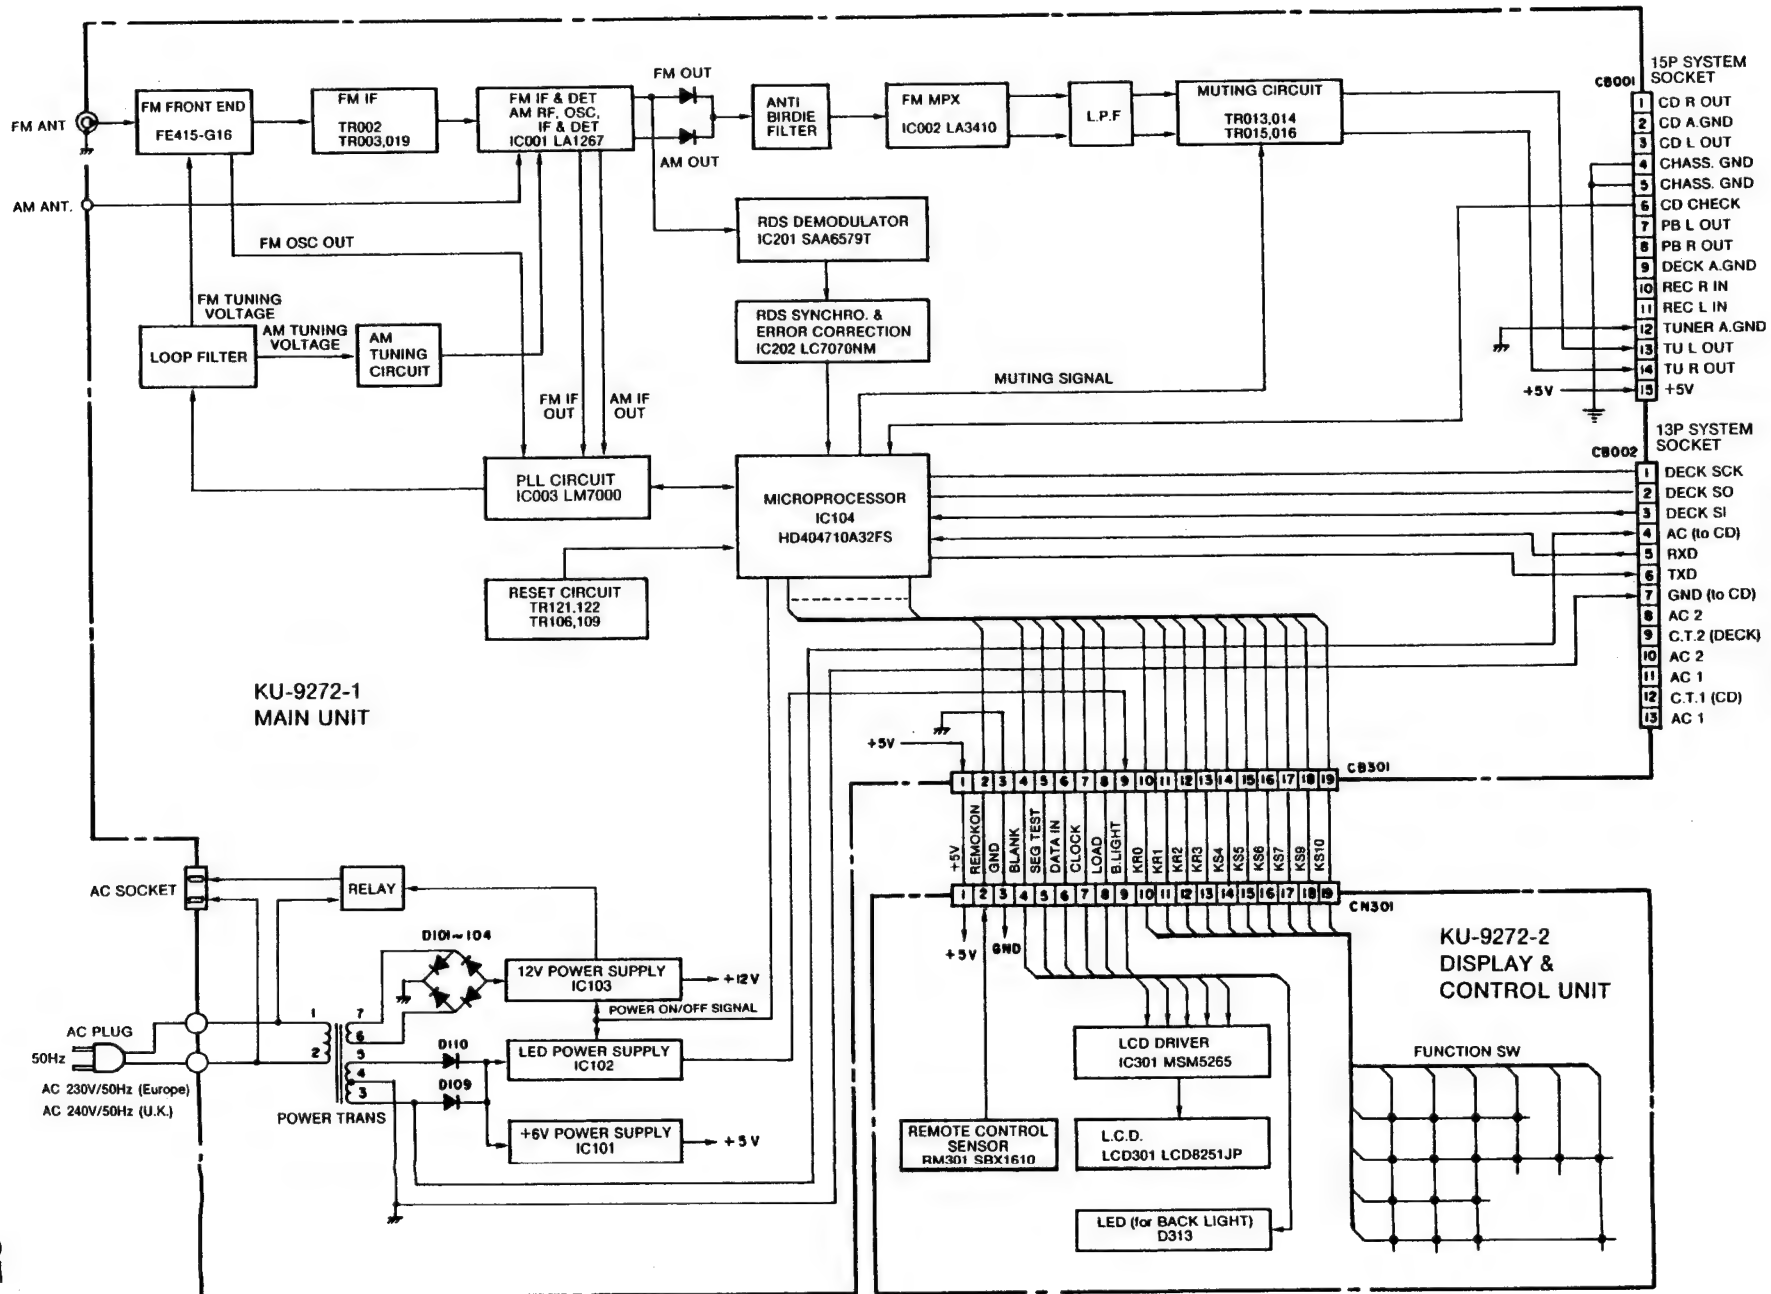 FM ANT
AM ANT.
FM FRONT END
FE415-G16
FM IF
TR002
TR003,019
FM IF & DET
AM RF, OSC,
IF & DET
IC001 LA1267
FM OUT
AM OUT
ANTI
BIRDIE
FILTER
FM MPX
IC002 LA3410
L.P.F
MUTING CIRCUIT
TR013,014
TR015,016
FM OSC OUT
FM TUNING
VOLTAGE
AM TUNING
VOLTAGE
LOOP FILTER
AM
TUNING
CIRCUIT
FM IF
OUT
AM IF
OUT
RDS DEMODULATOR
IC201 SAA6579T
RDS SYNCHRO. &
ERROR CORRECTION
IC202 LC7070NM
MUTING SIGNAL
PLL CIRCUIT
IC003 LM7000
MICROPROCESSOR
IC104
HD404710A32FS
RESET CIRCUIT
TR121,122
TR106,109
KU-9272-1
MAIN UNIT
CB001
15P SYSTEM
SOCKET
1 CD R OUT
2 CD A.GND
3 CD L OUT
4 CHASS. GND
5 CHASS. GND
6 CD CHECK
7 PB L OUT
8 PB R OUT
9 DECK A.GND
10 REC R IN
11 REC L IN
12 TUNER A.GND
13 TU L OUT
14 TU R OUT
+5V 15 +5V
CB002
13P SYSTEM
SOCKET
1 DECK SCK
2 DECK SO
3 DECK SI
4 AC (to CD)
5 RXD
6 TXD
7 GND (to CD)
8 AC 2
9 C.T.2 (DECK)
10 AC 2
11 AC 1
12 C.T.1 (CD)
13 AC 1
+5V
1 2 3 4 5 6 7 8 9 10 11 12 13 14 15 16 17 18 19 CB301
+5V
REMOKON
GND
BLANK
SEG TEST
DATA IN
CLOCK
LOAD
B.LIGHT
KR0
KR1
KR2
KR3
KS4
KS5
KS6
KS7
KS9
KS10
1 2 3 4 5 6 7 8 9 10 11 12 13 14 15 16 17 18 19 CN301
+5V
GND
KU-9272-2
DISPLAY &
CONTROL UNIT
AC SOCKET
RELAY
D101~104
12V POWER SUPPLY
IC103
+12V
POWER ON/OFF SIGNAL
LED POWER SUPPLY
IC102
D110
D109
+6V POWER SUPPLY
IC101
+5V
AC PLUG
50Hz
AC 230V/50Hz (Europe)
AC 240V/50Hz (U.K.)
1
2
7
6
5
4
3
POWER TRANS
LCD DRIVER
IC301 MSM5265
L.C.D.
LCD301 LCD8251JP
LED (for BACK LIGHT)
D313
REMOTE CONTROL
SENSOR
RM301 SBX1610
FUNCTION SW